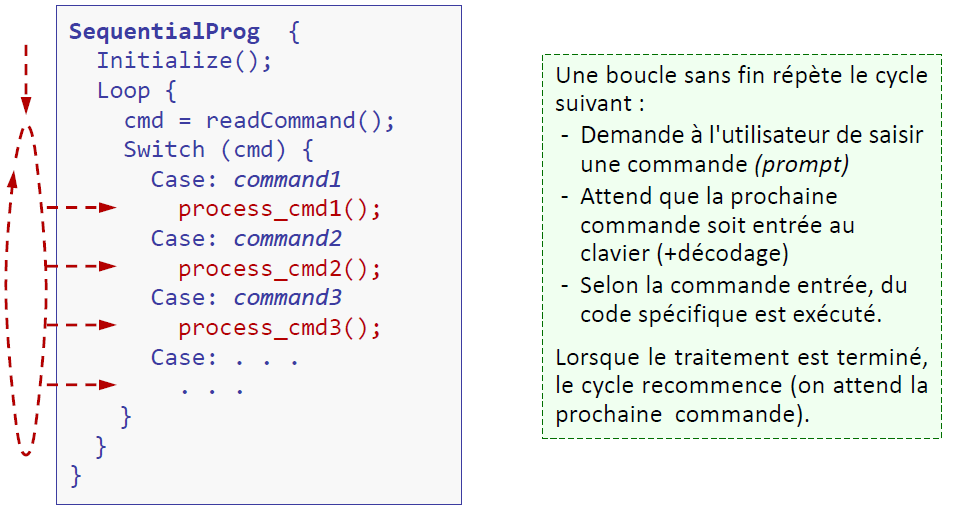 SequentialProg {
Initialize();
Loop {
cmd = readCommand();
Switch (cmd) {
Case: command1
process_cmd1();
Case: command2
process_cmd2();
Case: command3
process_cmd3();
Case: . . .
. . .
}
}
}
Une boucle sans fin répète le cycle
suivant :
- Demande à l'utilisateur de saisir
une commande (prompt)
- Attend que la prochaine
commande soit entrée au
clavier (+décodage)
- Selon la commande entrée, du
code spécifique est exécuté.
Lorsque le traitement est terminé,
le cycle recommence (on attend la
prochaine commande).